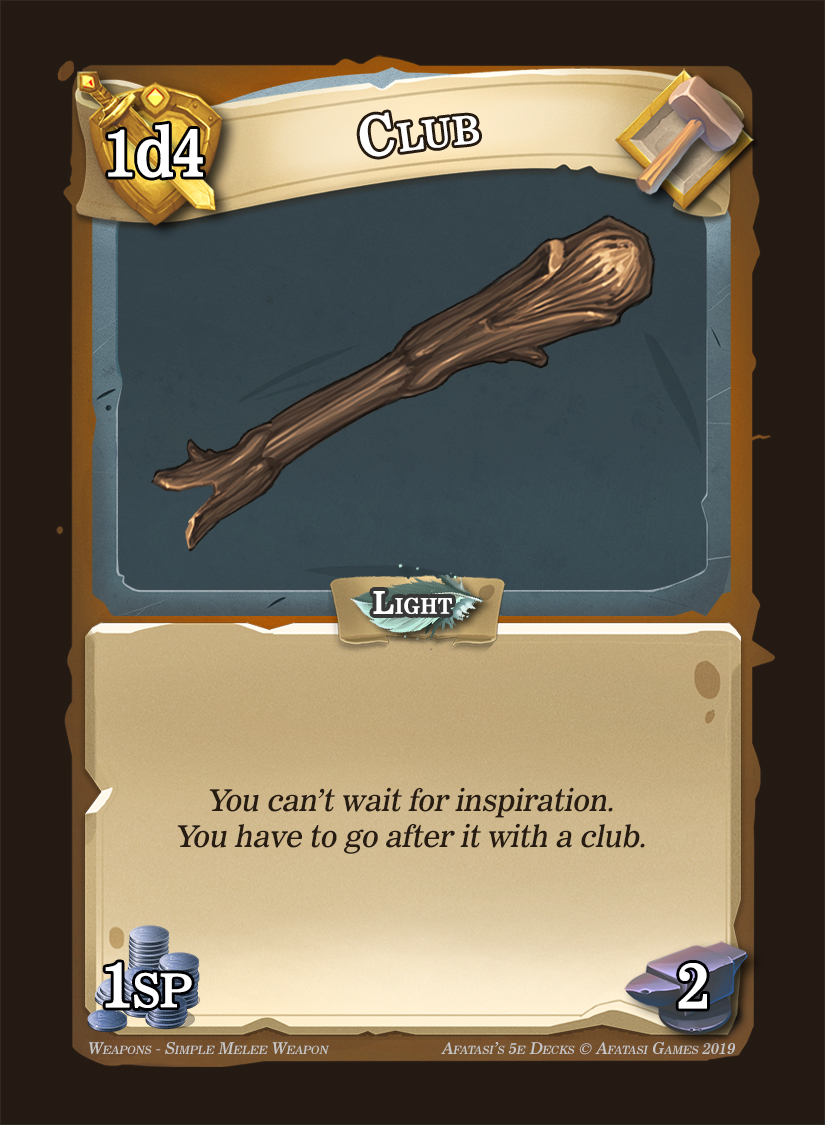 1d4
Club
Light
You can't wait for inspiration.
You have to go after it with a club.
1SP
2
Weapons - Simple Melee Weapon
Afatasi's 5e Decks © Afatasi Games 2019